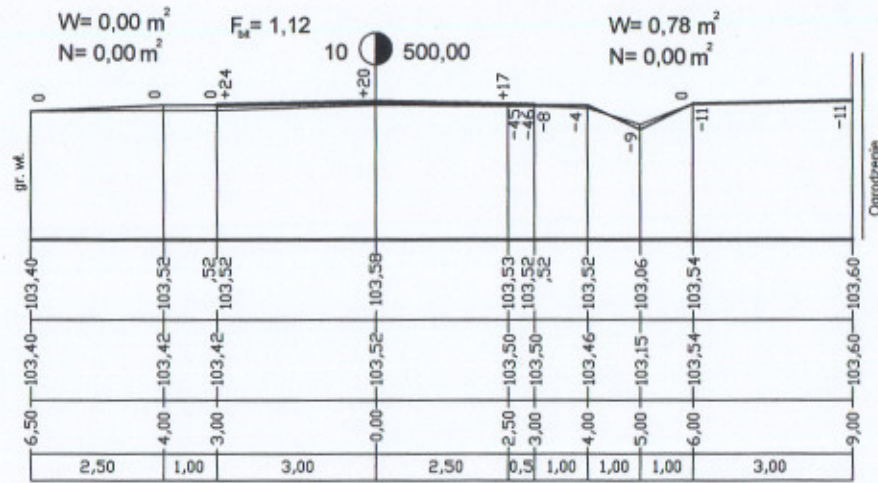 W= 0,00 m²
N= 0,00 m²
F = 1,12
10 500,00
W= 0,78 m²
N= 0,00 m²
0 0 0 +24 +20 +17 -45 -46 -8 -4 -9 0 -11 -11
gr. wł.
Ogrodzenie
103,40 103,52 ,52 103,52 103,58 103,53 103,52 ,52 103,52 103,06 103,54 103,60
103,40 103,42 103,42 103,52 103,50 103,50 103,46 103,15 103,54 103,60
6,50 4,00 3,00 0,00 2,50 3,00 4,00 5,00 6,00 9,00
2,50 1,00 3,00 2,50 0,5 1,00 1,00 1,00 3,00